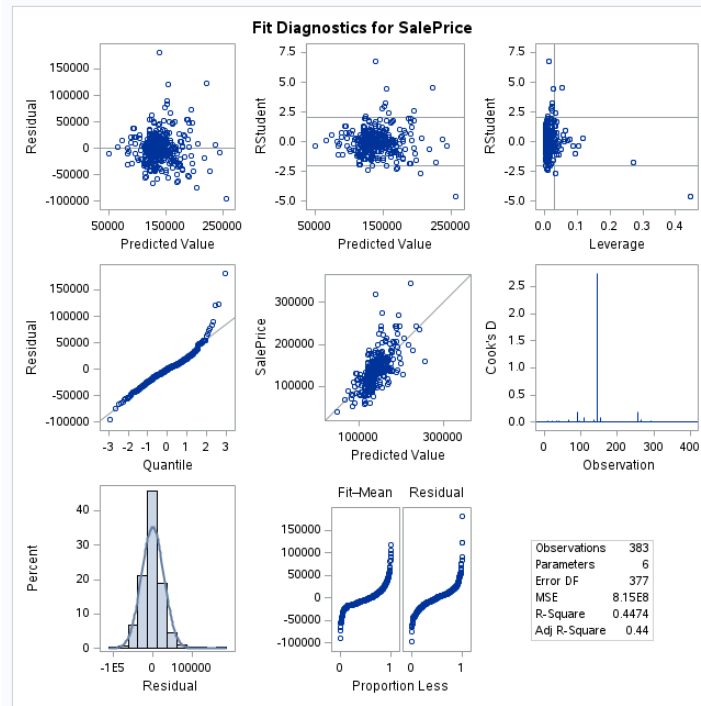 Fit Diagnostics for SalePrice
Residual
150000
100000
50000
0
-50000
-100000
50000 150000 250000
Predicted Value
RStudent
7.5
5.0
2.5
0.0
-2.5
-5.0
50000 150000 250000
Predicted Value
RStudent
7.5
5.0
2.5
0.0
-2.5
-5.0
0.0 0.1 0.2 0.3 0.4
Leverage
Residual
150000
100000
50000
0
-50000
-100000
-3 -2 -1 0 1 2 3
Quantile
SalePrice
300000
200000
100000
100000 300000
Predicted Value
Cook's D
2.5
2.0
1.5
1.0
0.5
0.0
0 100 200 300 400
Observation
Percent
40
30
20
10
0
-1E5 0 100000
Residual
Fit–Mean Residual
150000
100000
50000
0
-50000
-100000
0 1 0 1
Proportion Less
Observations 383
Parameters 6
Error DF 377
MSE 8.15E8
R-Square 0.4474
Adj R-Square 0.44